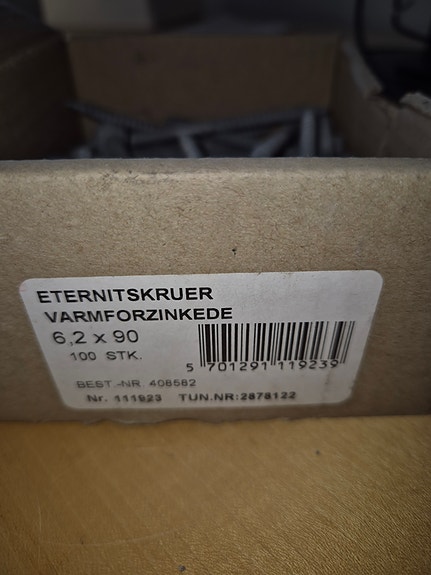 ETERNITSKRUER
VARMFORZINKEDE
6,2 x 90
100 STK.
5 701291 119239
BEST.-NR. 408582
Nr. 111923 TUN.NR:2878122